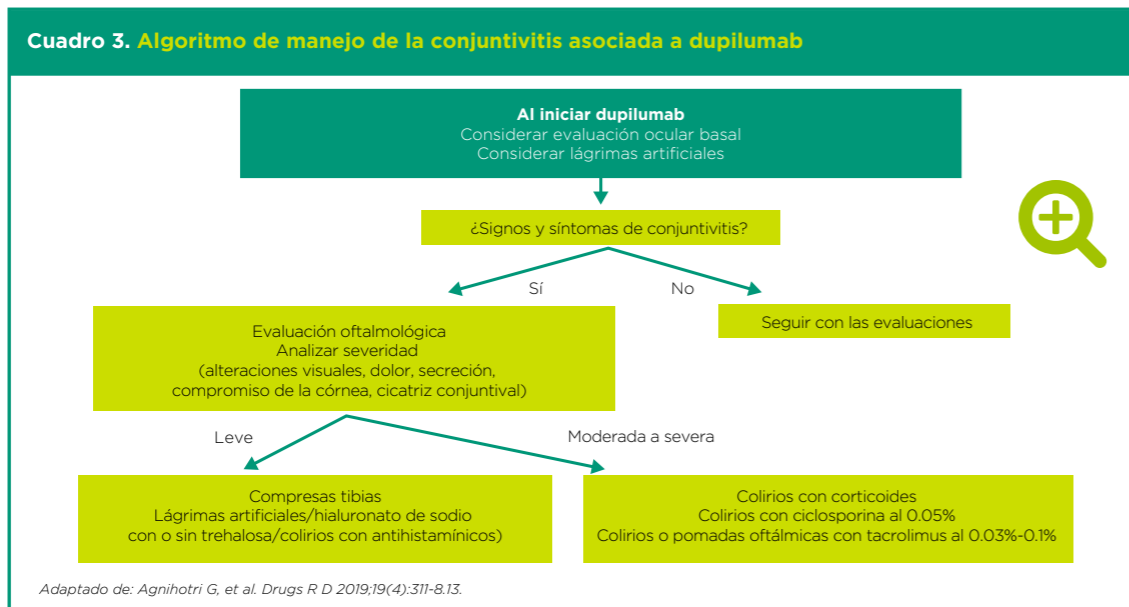 Cuadro 3. Algoritmo de manejo de la conjuntivitis asociada a dupilumab
Al iniciar dupilumab
Considerar evaluación ocular basal
Considerar lágrimas artificiales
¿Signos y síntomas de conjuntivitis?
Sí
No
Evaluación oftalmológica
Analizar severidad
(alteraciones visuales, dolor, secreción,
compromiso de la córnea, cicatriz conjuntival)
Seguir con las evaluaciones
Leve
Moderada a severa
Compresas tibias
Lágrimas artificiales/hialuronato de sodio
con o sin trehalosa/colirios con antihistamínicos)
Colirios con corticoides
Colirios con ciclosporina al 0.05%
Colirios o pomadas oftálmicas con tacrolimus al 0.03%-0.1%
Adaptado de: Agnihotri G, et al. Drugs R D 2019;19(4):311-8.13.